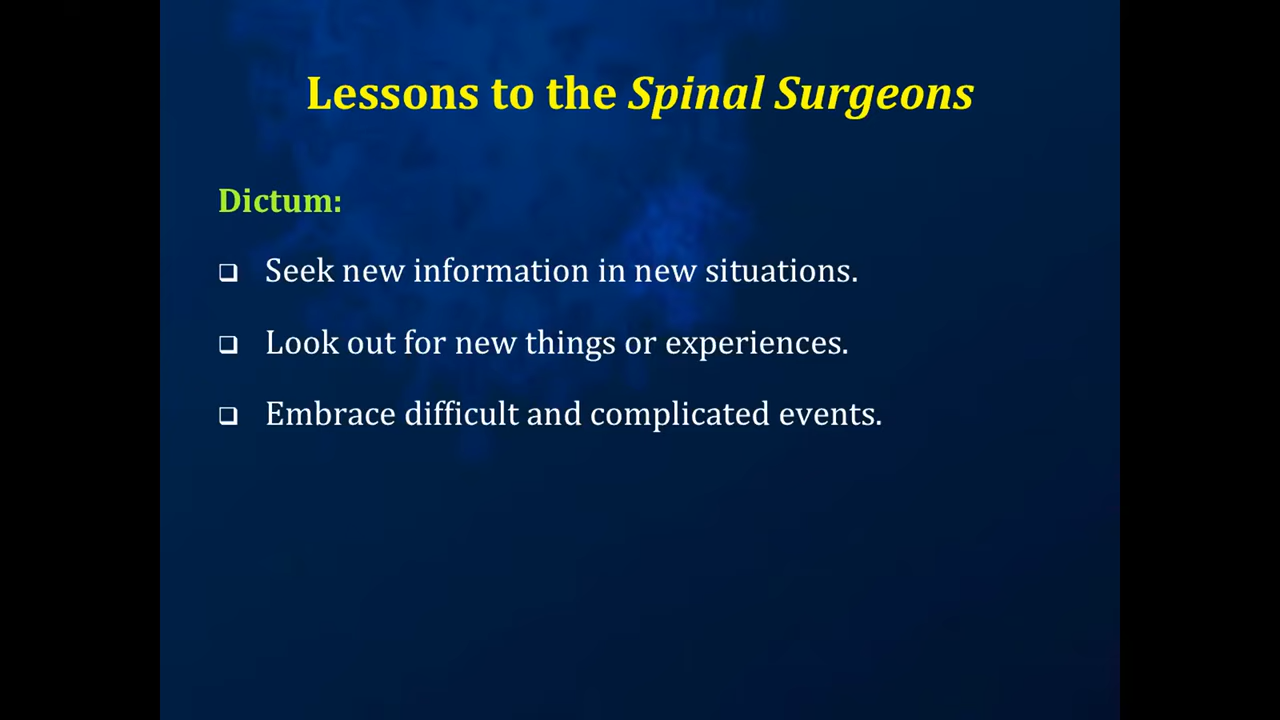 Lessons to the Spinal Surgeons
Dictum:
Seek new information in new situations.
Look out for new things or experiences.
Embrace difficult and complicated events.